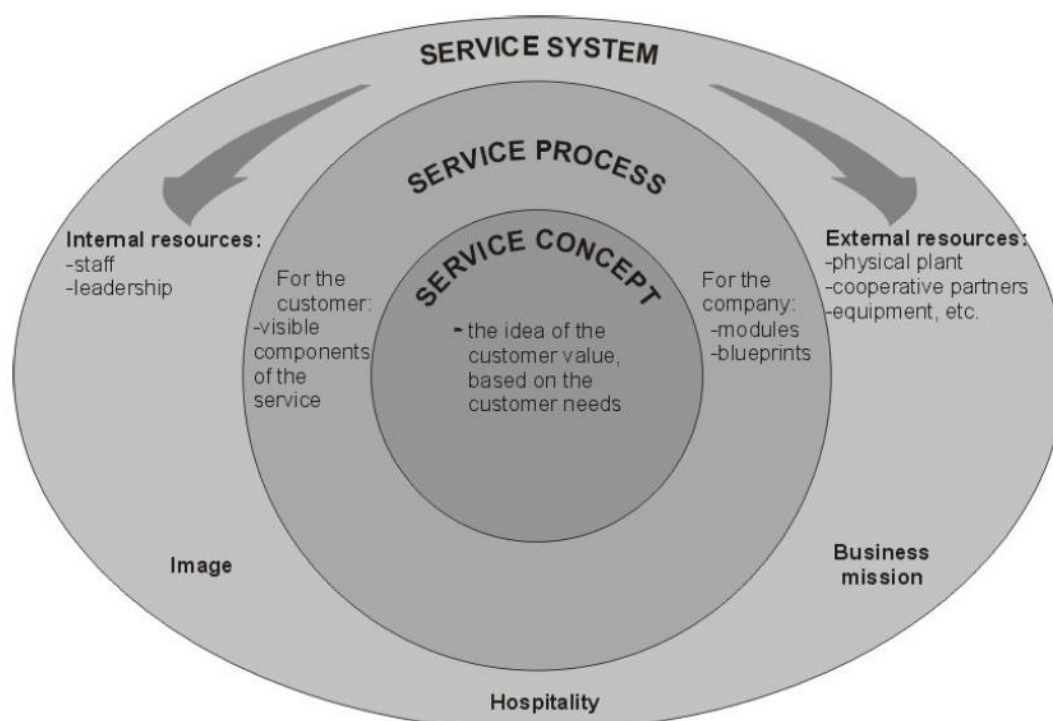 SERVICE SYSTEM
SERVICE PROCESS
SERVICE CONCEPT
Internal resources:
-staff
-leadership
For the
customer:
-visible
components
of the
service
- the idea of the
customer value,
based on the
customer needs
For the
company:
-modules
-blueprints
External resources:
-physical plant
-cooperative partners
-equipment, etc.
Image
Business
mission
Hospitality